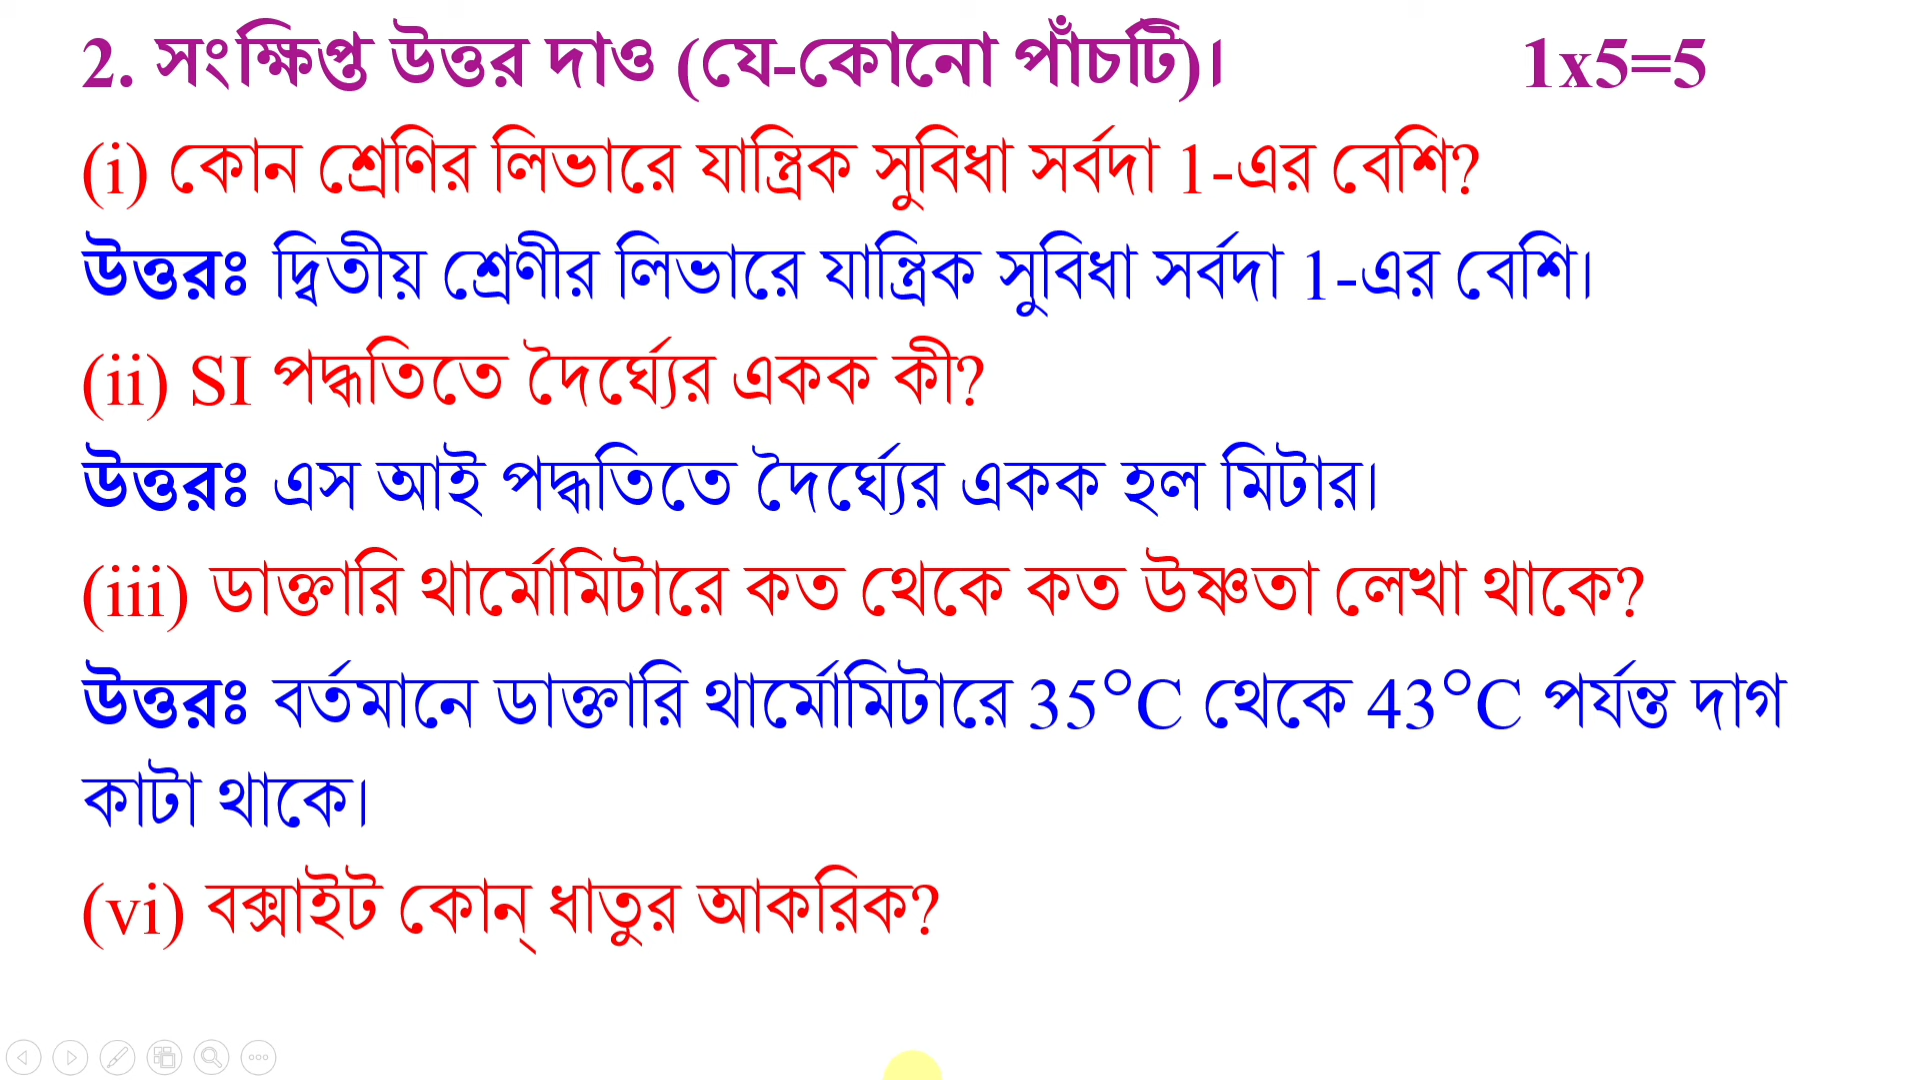 2. সংক্ষিপ্ত উত্তর দাও (যে-কোনো পাঁচটি)। 1x5=5
(i) কোন শ্রেণির লিভারে যান্ত্রিক সুবিধা সর্বদা 1-এর বেশি?
উত্তরঃ দ্বিতীয় শ্রেণীর লিভারে যান্ত্রিক সুবিধা সর্বদা 1-এর বেশি।
(ii) SI পদ্ধতিতে দৈর্ঘ্যের একক কী?
উত্তরঃ এস আই পদ্ধতিতে দৈর্ঘ্যের একক হল মিটার।
(iii) ডাক্তারি থার্মোমিটারে কত থেকে কত উষ্ণতা লেখা থাকে?
উত্তরঃ বর্তমানে ডাক্তারি থার্মোমিটারে 35°C থেকে 43°C পর্যন্ত দাগ
কাটা থাকে।
(vi) বক্সাইট কোন্ ধাতুর আকরিক?